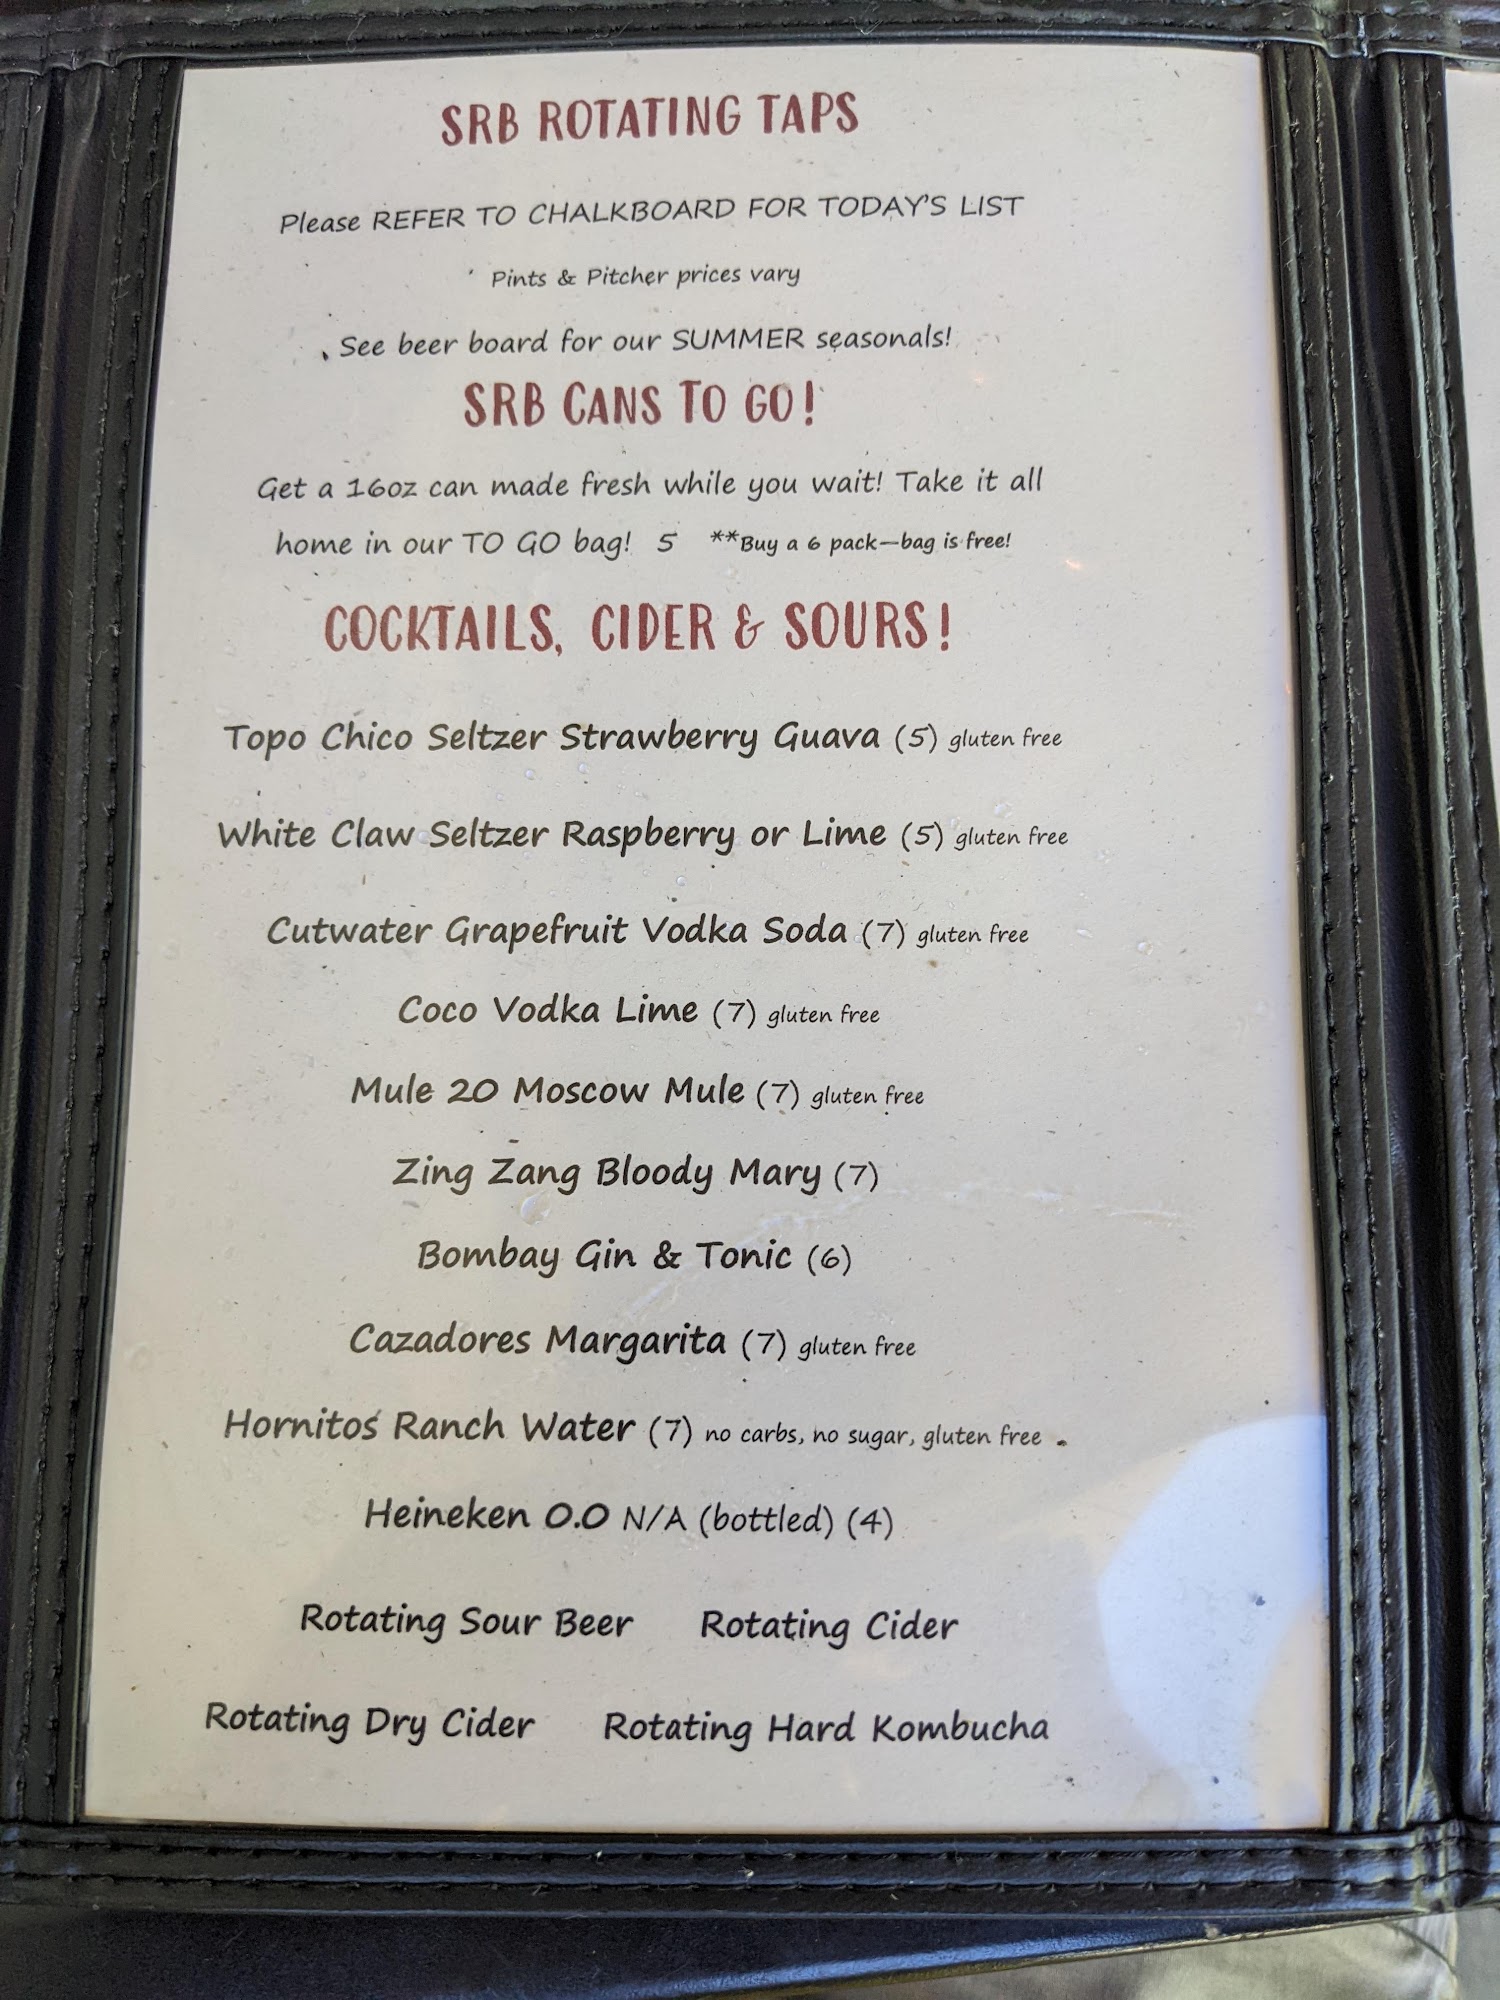 SRB ROTATING TAPS
Please REFER TO CHALKBOARD FOR TODAY'S LIST
Pints & Pitcher prices vary
See beer board for our SUMMER seasonals!
SRB CANS TO GO!
Get a 16oz can made fresh while you wait! Take it all
home in our TO GO bag! 5 **Buy a 6 pack—bag is free!
COCKTAILS, CIDER & SOURS!
Topo Chico Seltzer Strawberry Guava (5) gluten free
White Claw Seltzer Raspberry or Lime (5) gluten free
Cutwater Grapefruit Vodka Soda (7) gluten free
Coco Vodka Lime (7) gluten free
Mule 20 Moscow Mule (7) gluten free
Zing Zang Bloody Mary (7)
Bombay Gin & Tonic (6)
Cazadores Margarita (7) gluten free
Hornitos Ranch Water (7) no carbs, no sugar, gluten free
Heineken 0.0 N/A (bottled) (4)
Rotating Sour Beer Rotating Cider
Rotating Dry Cider Rotating Hard Kombucha